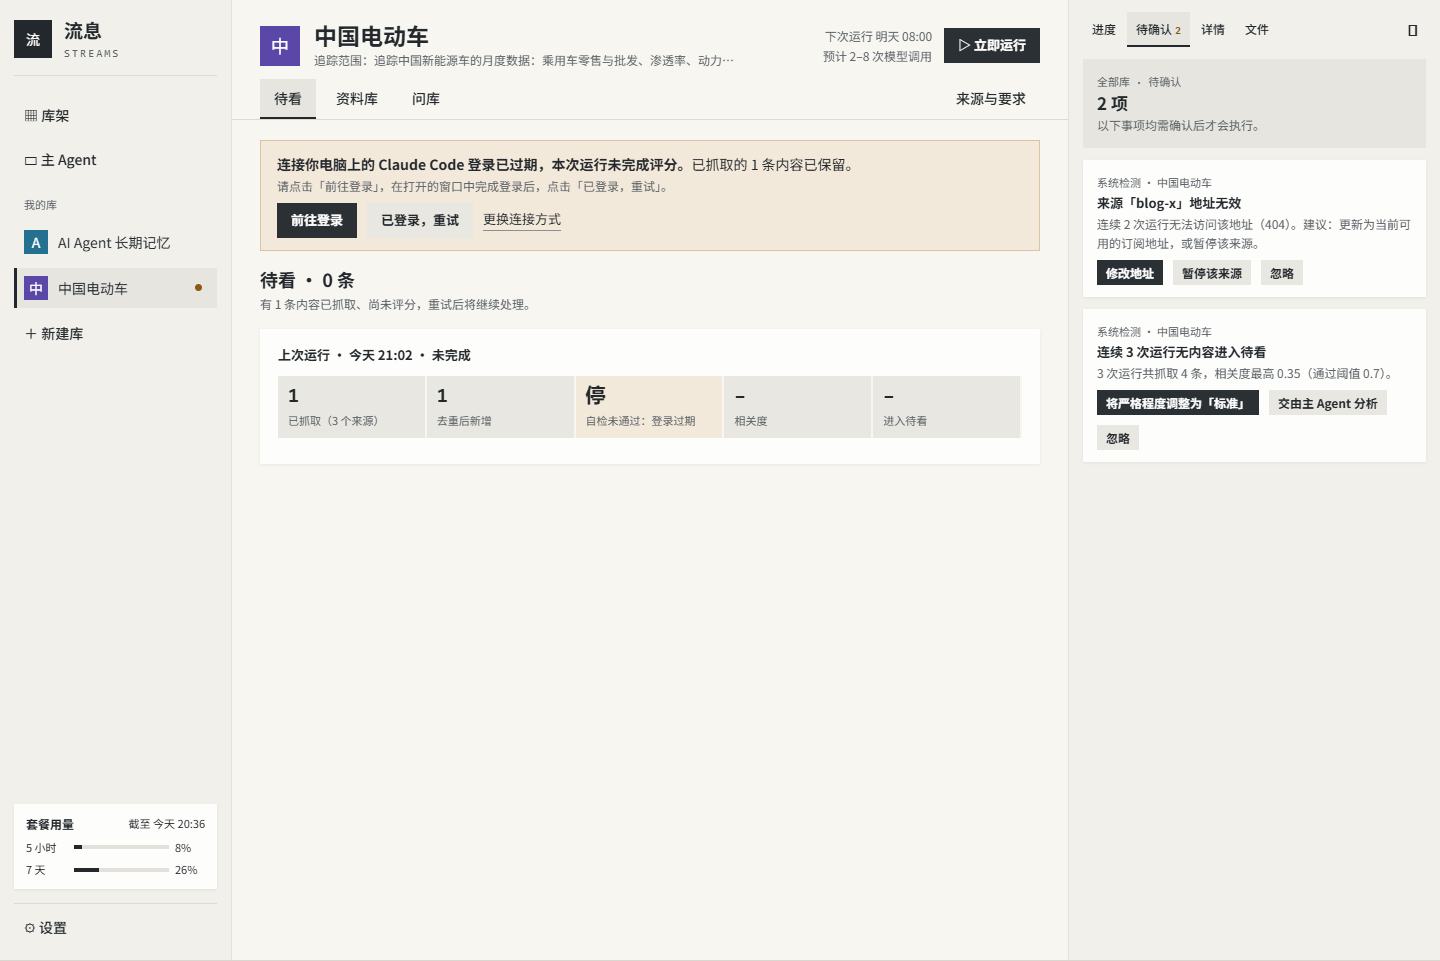 流
流息
STREAMS
库架
主 Agent
我的库
A
AI Agent 长期记忆
中
中国电动车
+ 新建库
套餐用量
截至 今天 20:36
5 小时
8%
7 天
26%
设置
中
中国电动车
追踪范围：追踪中国新能源车的月度数据：乘用车零售与批发、渗透率、动力…
下次运行 明天 08:00
预计 2–8 次模型调用
▷ 立即运行
待看
资料库
问库
来源与要求
连接你电脑上的 Claude Code 登录已过期，本次运行未完成评分。已抓取的 1 条内容已保留。
请点击「前往登录」，在打开的窗口中完成登录后，点击「已登录，重试」。
前往登录
已登录，重试
更换连接方式
待看 · 0 条
有 1 条内容已抓取、尚未评分，重试后将继续处理。
上次运行 · 今天 21:02 · 未完成
1
已抓取（3 个来源）
1
去重后新增
停
自检未通过：登录过期
–
相关度
–
进入待看
进度
待确认 2
详情
文件
全部库 · 待确认
2 项
以下事项均需确认后才会执行。
系统检测 · 中国电动车
来源「blog-x」地址无效
连续 2 次运行无法访问该地址（404）。建议：更新为当前可
用的订阅地址，或暂停该来源。
修改地址
暂停该来源
忽略
系统检测 · 中国电动车
连续 3 次运行无内容进入待看
3 次运行共抓取 4 条，相关度最高 0.35（通过阈值 0.7）。
将严格程度调整为「标准」
交由主 Agent 分析
忽略